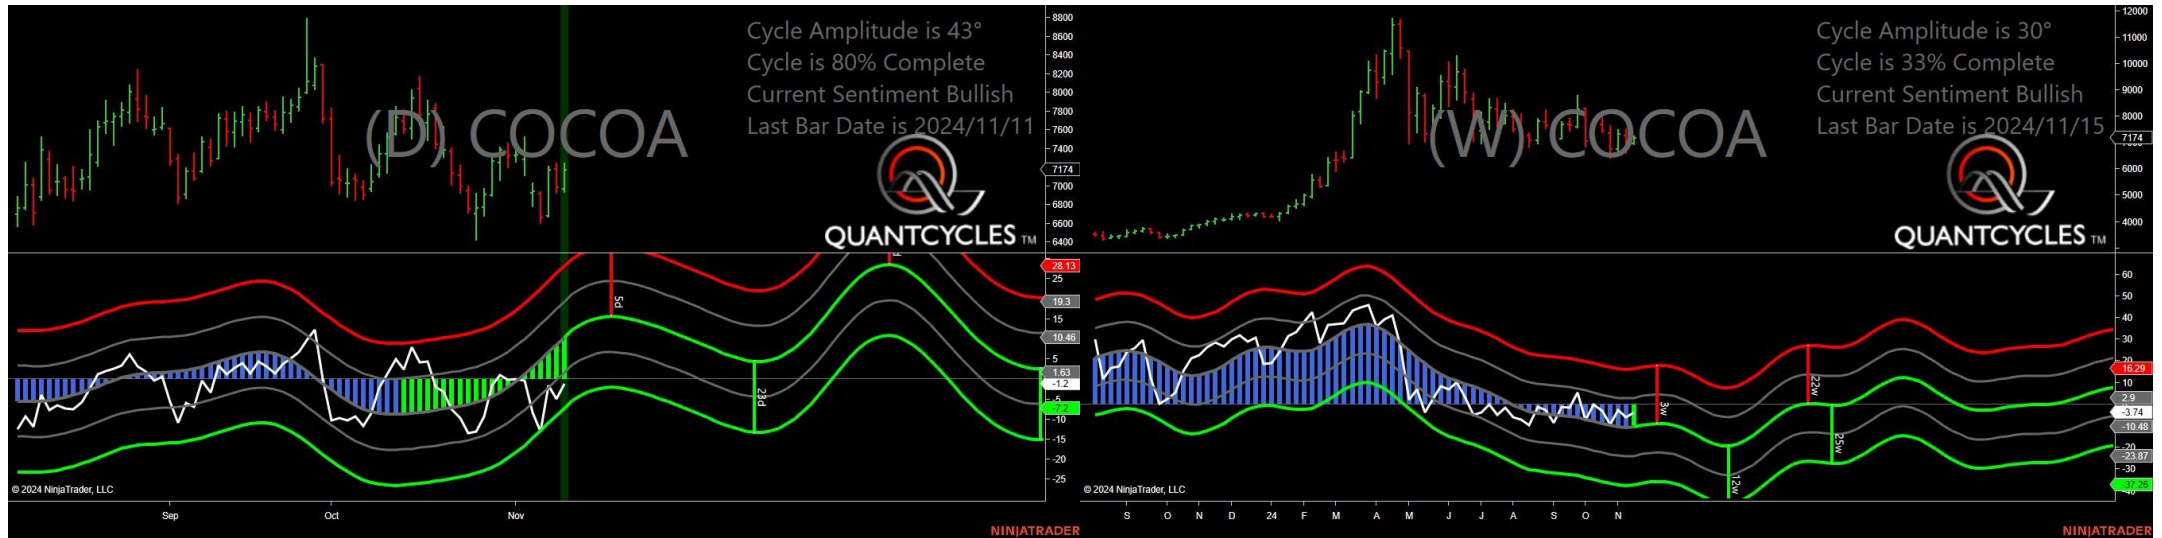 Cycle Amplitude is 43°
Cycle is 80% Complete
Current Sentiment Bullish
Last Bar Date is 2024/11/11
(D) COCOA
QUANTCYCLES TM
8800
8600
8400
8200
8000
7800
7600
7400
7174
7000
6800
6600
6400
28.13
25
19.3
15
10.46
5
1.63
-1.2
-5
-7.2
-10
-15
-20
-25
5d
23d
© 2024 NinjaTrader, LLC
Sep
Oct
Nov
NINJATRADER
Cycle Amplitude is 30°
Cycle is 33% Complete
Current Sentiment Bullish
Last Bar Date is 2024/11/15
(W) COCOA
QUANTCYCLES TM
12000
11000
10000
9000
8000
7174
6000
5000
4000
60
50
40
30
20
16.29
10
2.9
-3.74
-10.48
-20
-23.87
-30
-37.26
-40
3w
12w
22w
25w
© 2024 NinjaTrader, LLC
S O N D 24 F M A M J J A S O N
NINJATRADER